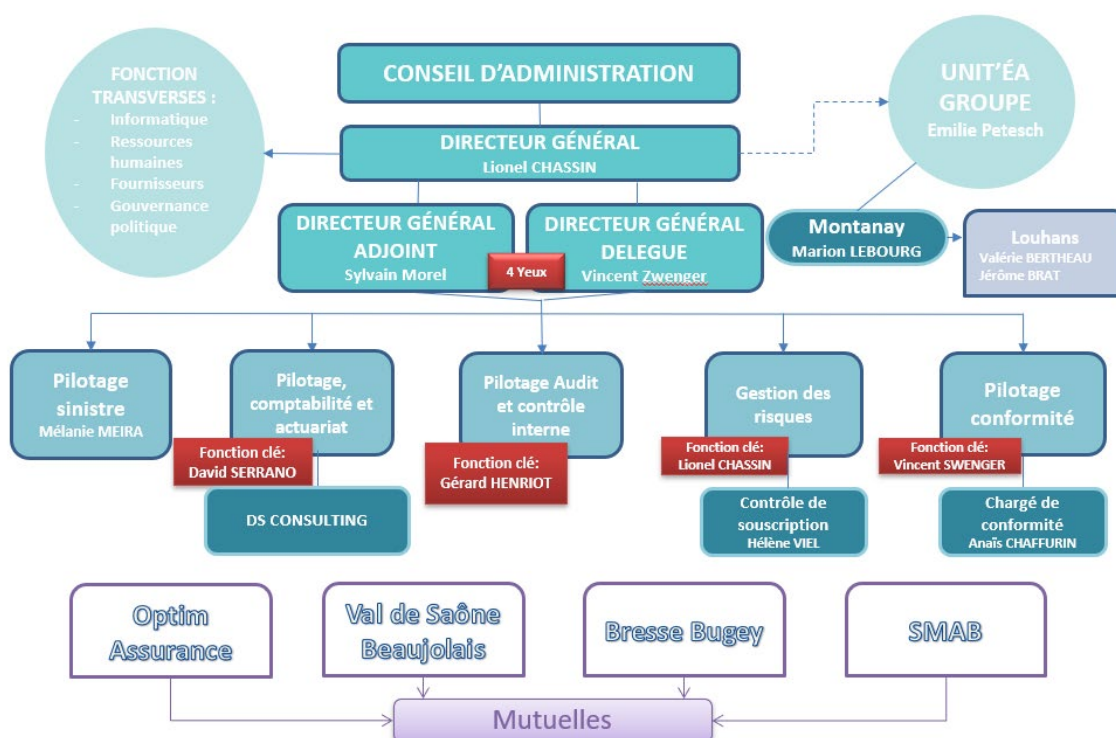 FONCTION
TRANSVERSES :
- Informatique
- Ressources
humaines
- Fournisseurs
- Gouvernance
politique
CONSEIL D'ADMINISTRATION
UNIT'ÉA
GROUPE
Emilie Petesch
DIRECTEUR GÉNÉRAL
Lionel CHASSIN
DIRECTEUR GÉNÉRAL
ADJOINT
Sylvain Morel
4 Yeux
DIRECTEUR GÉNÉRAL
DELEGUE
Vincent Zwenger
Montanay
Marion LEBOURG
Louhans
Valérie BERTHEAU
Jérôme BRAT
Pilotage
sinistre
Mélanie MEIRA
Pilotage,
comptabilité et
actuariat
Fonction clé:
David SERRANO
DS CONSULTING
Pilotage Audit
et contrôle
interne
Fonction clé:
Gérard HENRIOT
Gestion des
risques
Fonction clé:
Lionel CHASSIN
Contrôle de
souscription
Hélène VIEL
Pilotage
conformité
Fonction clé:
Vincent SWENGER
Chargé de
conformité
Anaïs CHAFFURIN
Optim
Assurance
Val de Saône
Beaujolais
Bresse Bugey
SMAB
Mutuelles